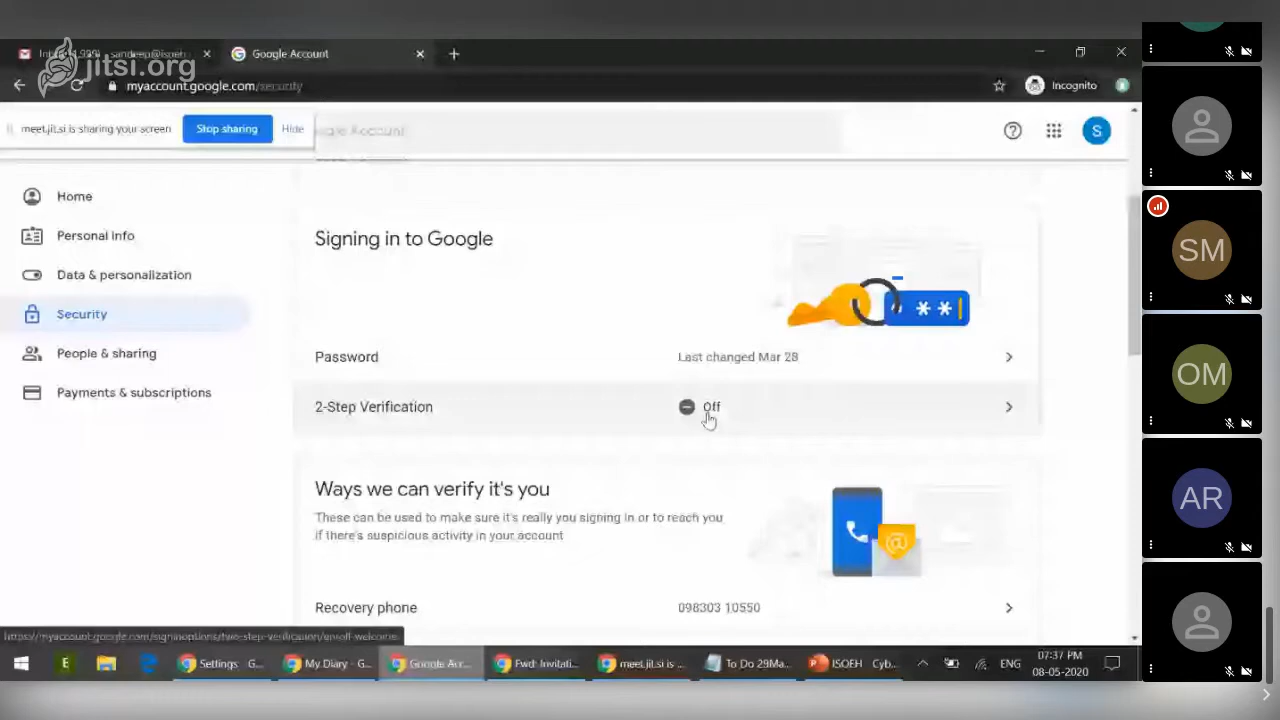 jitsi.org
sandeep@isoeh
Google Account
myaccount.google.com/security
Incognito
meet.jit.si is sharing your screen
Stop sharing
Hide
Account
S
Home
Personal info
Data & personalization
Security
People & sharing
Payments & subscriptions
Signing in to Google
**
Password
Last changed Mar 28
2-Step Verification
Off
Ways we can verify it's you
These can be used to make sure it's really you signing in or to reach you
if there's suspicious activity in your account
@
Recovery phone
098303 10550
SM
OM
AR
E
Settings - G...
My Diary - G...
Google Acc...
Fwd: Invitati...
meet.jit.si is ...
To Do 29Ma...
ISOEH Cyb...
ENG
07:37 PM
08-05-2020